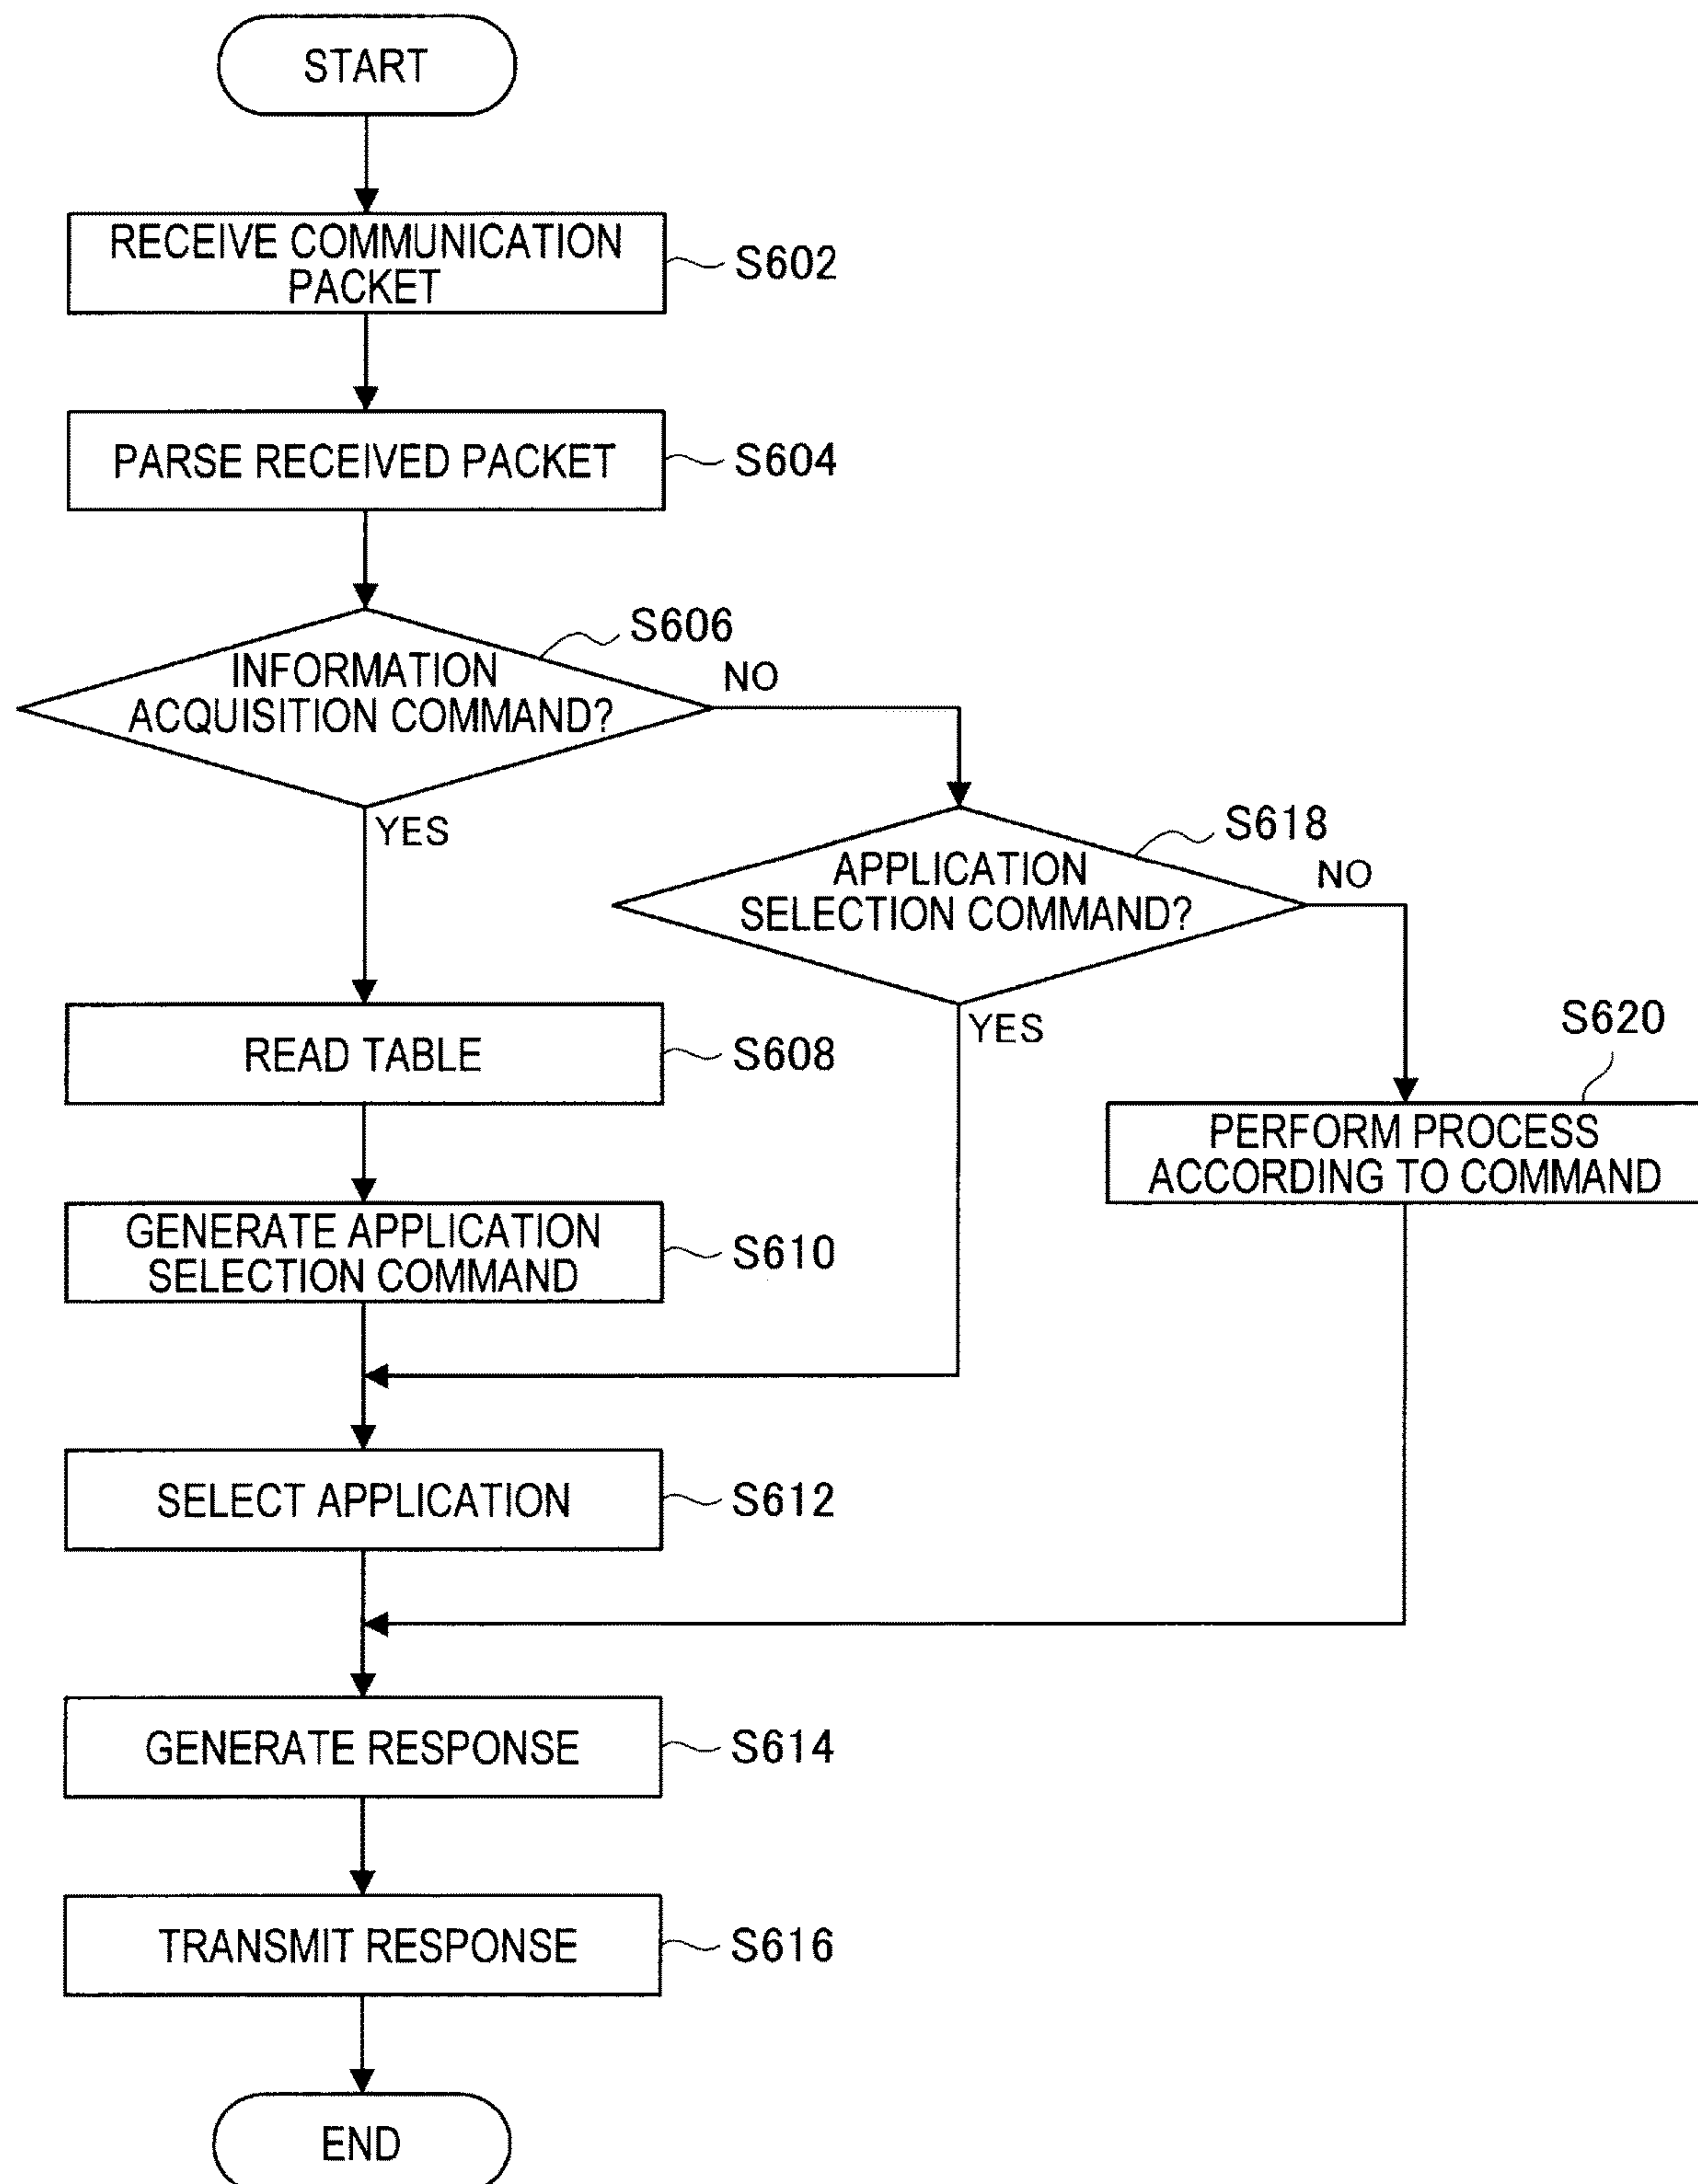 START
RECEIVE COMMUNICATION
PACKET
S602
PARSE RECEIVED PACKET
S604
S606
INFORMATION
ACQUISITION COMMAND?
NO
YES
S618
APPLICATION
SELECTION COMMAND?
NO
YES
READ TABLE
S608
S620
PERFORM PROCESS
ACCORDING TO COMMAND
GENERATE APPLICATION
SELECTION COMMAND
S610
SELECT APPLICATION
S612
GENERATE RESPONSE
S614
TRANSMIT RESPONSE
S616
END